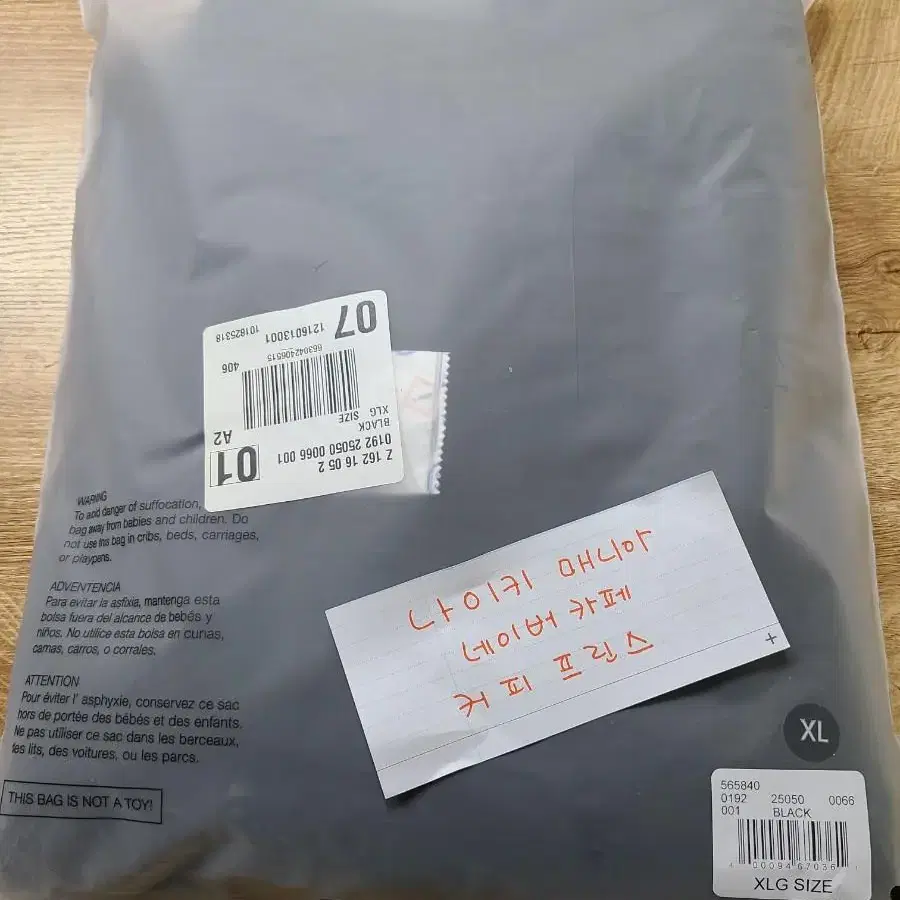 07
1216013001
101825318
663042406515
406
XLG SIZE
BLACK
A2
01
0192 25050 0066 001
Z 162 16 05 2
WARNING
To avoid danger of suffocation,
bag away from babies and children. Do
not use this bag in cribs, beds, carriages,
or playpens.
ADVENTENCIA
Para evitar la asfixia, mantenga esta
bolsa fuera del alcance de bebés y
niños. No utilice esta bolsa en cunas,
camas, carros, o corrales.
ATTENTION
Pour éviter l' asphyxie, conservez ce sac
hors de portée des bébés et des enfants.
Ne pas utiliser ce sac dans les berceaux,
les lits, des voitures, ou les parcs.
THIS BAG IS NOT A TOY!
나이키 매니아
네이버 카페
커피프렌즈
XL
565840
0192 25050 0066
001 BLACK
XLG SIZE